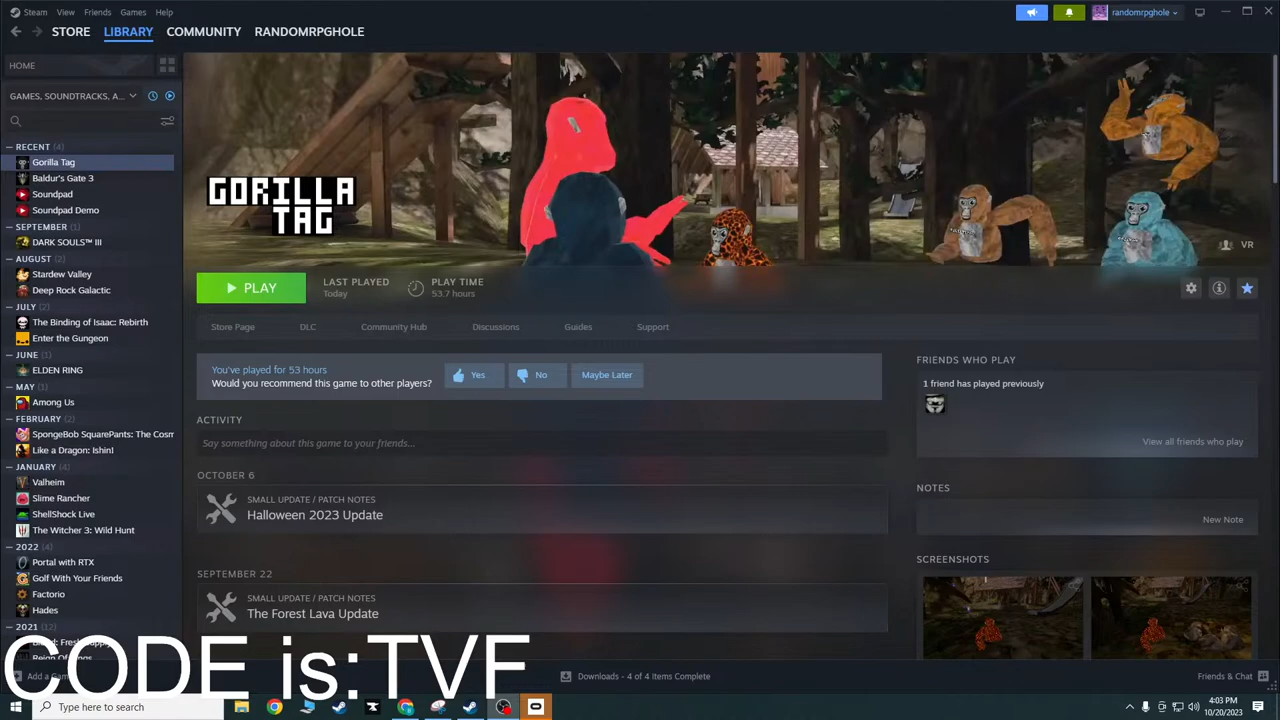 Steam View Friends Games Help
randomrpghole
STORE LIBRARY COMMUNITY RANDOMRPGHOLE
HOME
GAMES, SOUNDTRACKS, A...
RECENT (4)
Gorilla Tag
Baldur's Gate 3
Soundpad
Soundpad Demo
SEPTEMBER (1)
DARK SOULS™ III
AUGUST (2)
Stardew Valley
Deep Rock Galactic
JULY (2)
The Binding of Isaac: Rebirth
Enter the Gungeon
JUNE (1)
ELDEN RING
MAY (1)
Among Us
FEBRUARY (2)
SpongeBob SquarePants: The Cosm
Like a Dragon: Ishin!
JANUARY (4)
Valheim
Slime Rancher
ShellShock Live
The Witcher 3: Wild Hunt
2022 (4)
Portal with RTX
Golf With Your Friends
Factorio
Hades
2021
GORILLA
TAG
VR
PLAY
LAST PLAYED
Today
PLAY TIME
53.7 hours
Store Page DLC Community Hub Discussions Guides Support
You've played for 53 hours
Would you recommend this game to other players?
Yes No Maybe Later
ACTIVITY
Say something about this game to your friends...
OCTOBER 6
SMALL UPDATE / PATCH NOTES
Halloween 2023 Update
SEPTEMBER 22
SMALL UPDATE / PATCH NOTES
The Forest Lava Update
FRIENDS WHO PLAY
1 friend has played previously
View all friends who play
NOTES
New Note
SCREENSHOTS
CODE is:TVF
Add a Gam
Downloads - 4 of 4 Items Complete
Friends & Chat
Type here to search
4:03 PM
10/20/2023